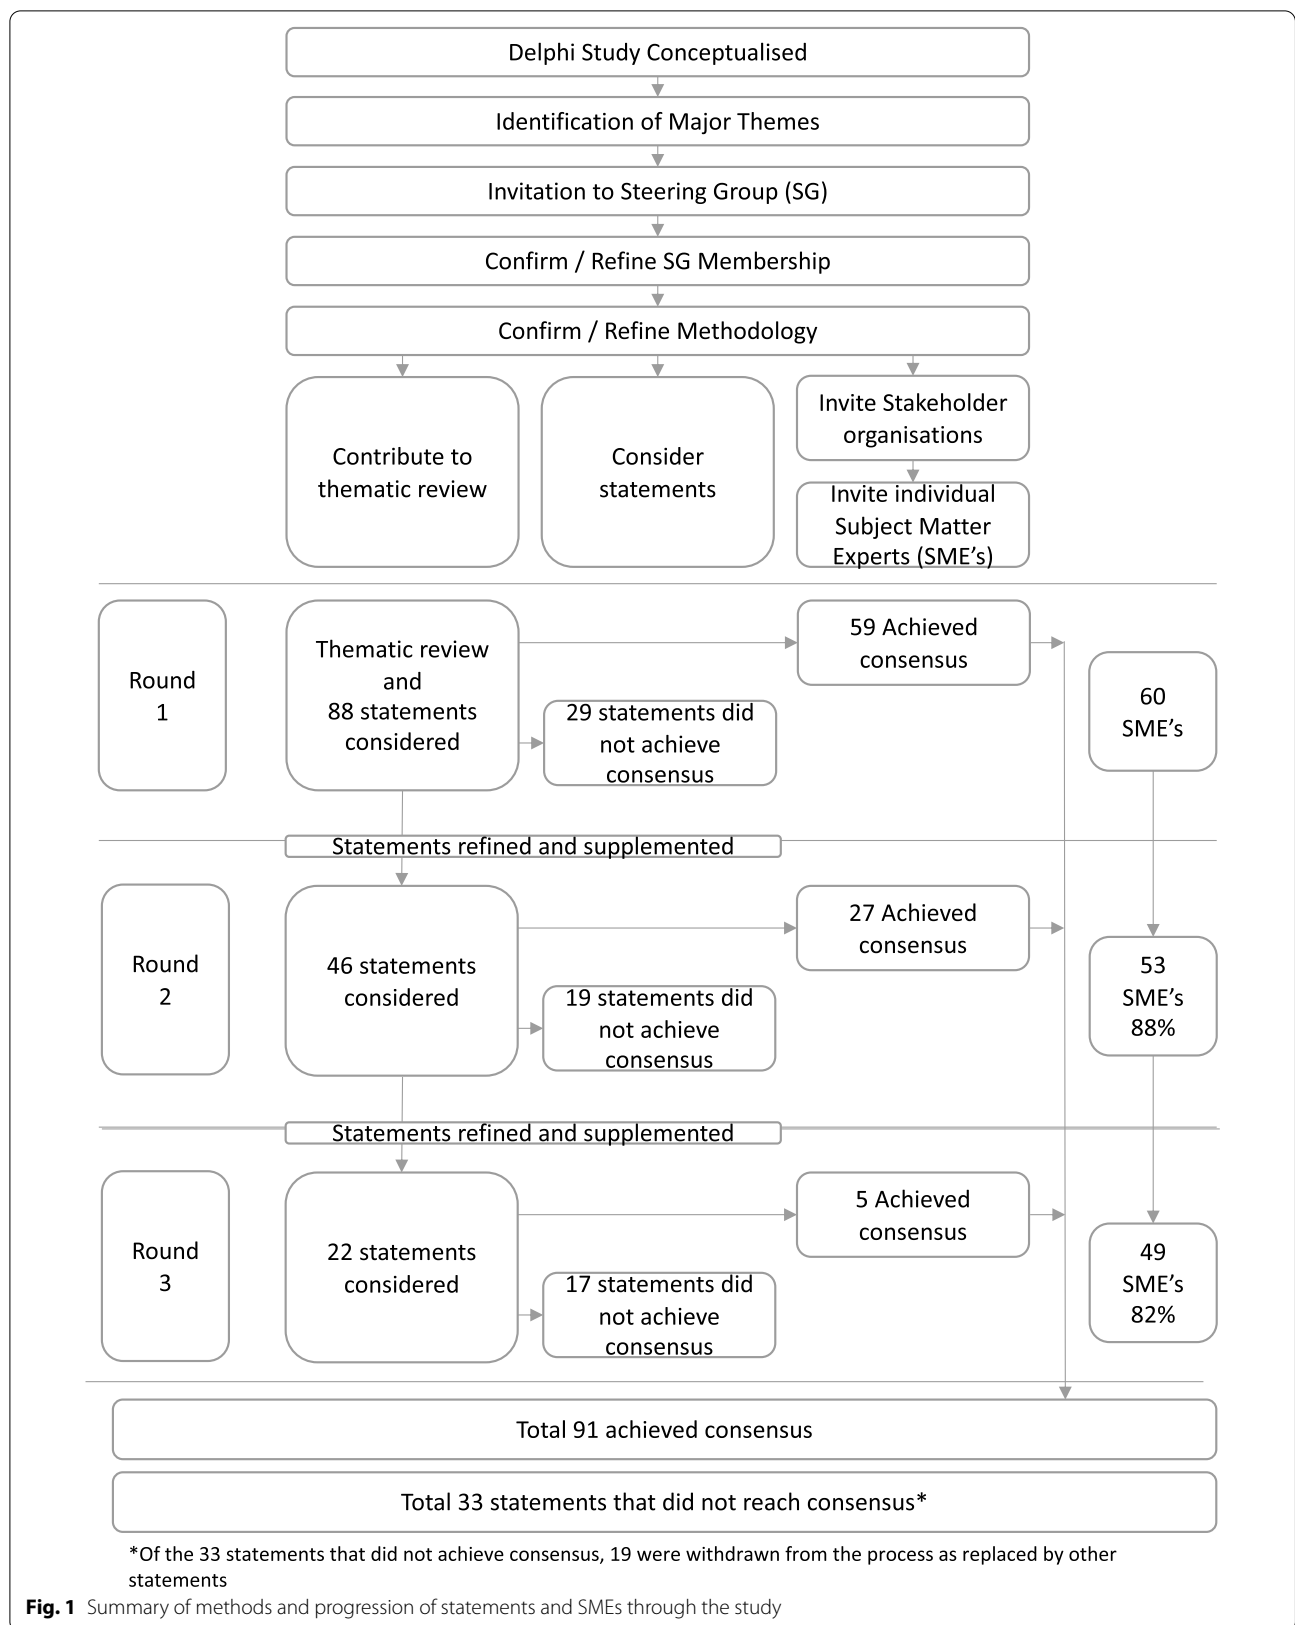 Delphi Study Conceptualised
Identification of Major Themes
Invitation to Steering Group (SG)
Confirm / Refine SG Membership
Confirm / Refine Methodology
Contribute to
thematic review
Consider
statements
Invite Stakeholder
organisations
Invite individual
Subject Matter
Experts (SME's)
Round
1
Thematic review
and
88 statements
considered
59 Achieved
consensus
29 statements did
not achieve
consensus
60
SME's
Statements refined and supplemented
Round
2
46 statements
considered
27 Achieved
consensus
19 statements did
not achieve
consensus
53
SME's
88%
Statements refined and supplemented
Round
3
22 statements
considered
5 Achieved
consensus
17 statements did
not achieve
consensus
49
SME's
82%
Total 91 achieved consensus
Total 33 statements that did not reach consensus*
*Of the 33 statements that did not achieve consensus, 19 were withdrawn from the process as replaced by other
statements
Fig. 1 Summary of methods and progression of statements and SMEs through the study